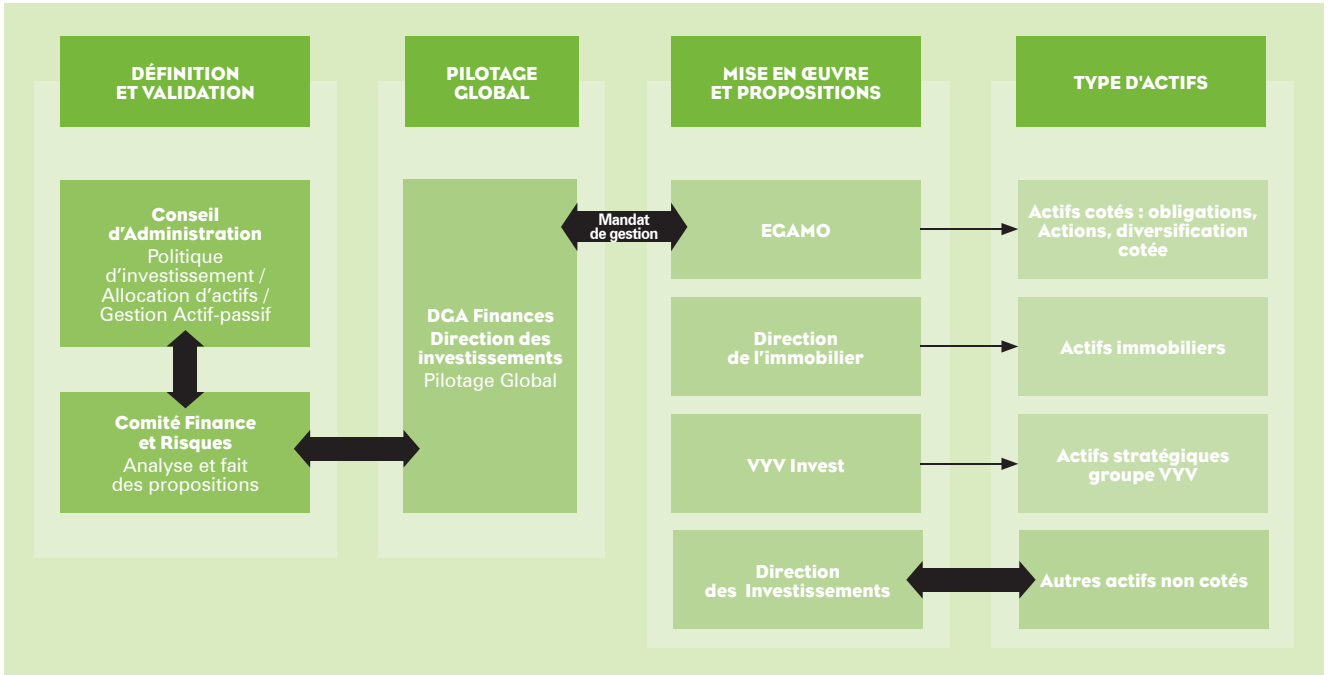 DÉFINITION
ET VALIDATION
PILOTAGE
GLOBAL
MISE EN ŒUVRE
ET PROPOSITIONS
TYPE D'ACTIFS
Conseil
d'Administration
Politique
d'investissement /
Allocation d'actifs /
Gestion Actif-passif
Comité Finance
et Risques
Analyse et fait
des propositions
DGA Finances
Direction des
investissements
Pilotage Global
Mandat
de gestion
EGAMO
Actifs cotés : obligations,
Actions, diversification
cotée
Direction
de l'immobilier
Actifs immobiliers
VYV Invest
Actifs stratégiques
groupe VYV
Direction
des Investissements
Autres actifs non cotés